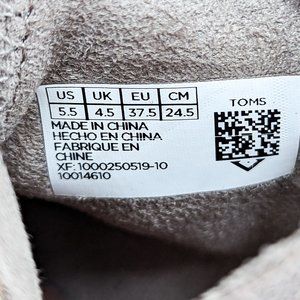 US UK EU CM
5.5 4.5 37.5 24.5
TOMS
MADE IN CHINA
HECHO EN CHINA
FABRIQUE EN
CHINE
XF: 1000250519-10
10014610